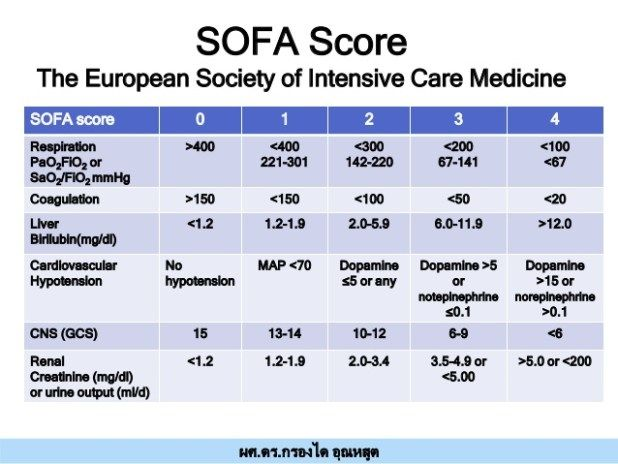 SOFA Score
The European Society of Intensive Care Medicine
SOFA score 0 1 2 3 4
Respiration >400 <400 <300 <200 <100
PaO₂FiO₂ or 221-301 142-220 67-141 <67
SaO₂/FIO₂ mmHg
Coagulation >150 <150 <100 <50 <20
Liver <1.2 1.2-1.9 2.0-5.9 6.0-11.9 >12.0
Birilubin(mg/dl)
Cardiovascular No MAP <70 Dopamine Dopamine >5 Dopamine
Hypotension hypotension ≤5 or any or >15 or
notepinephrine norepinephrine
≤0.1 >0.1
CNS (GCS) 15 13-14 10-12 6-9 <6
Renal <1.2 1.2-1.9 2.0-3.4 3.5-4.9 or >5.0 or <200
Creatinine (mg/dl) <5.00
or urine output (ml/d)
ผศ.ดร.กรองได อุณหสูต